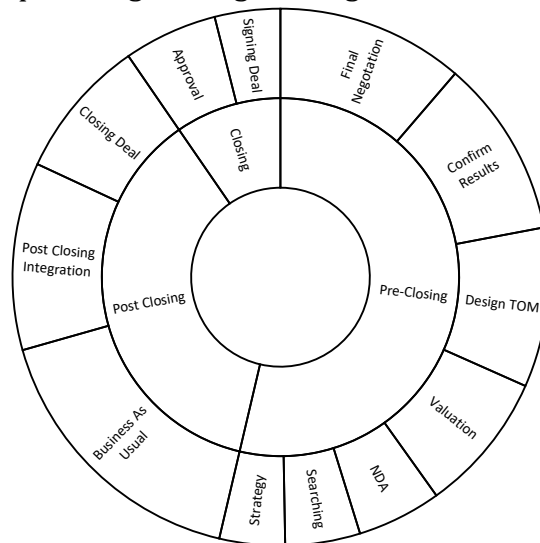 Signing Deal
Final
Negotation
Confirm
Results
Design TOM
Valuation
NDA
Searching
Strategy
Business As
Usual
Post Closing
Integration
Closing Deal
Approval
Closing
Pre-Closing
Post Closing